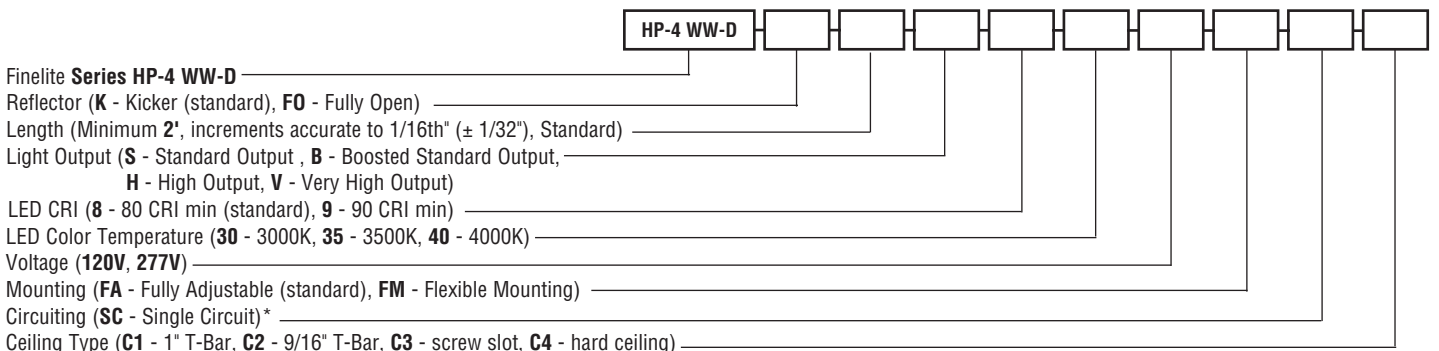 HP-4 WW-D
Finelite Series HP-4 WW-D
Reflector (K - Kicker (standard), FO - Fully Open)
Length (Minimum 2', increments accurate to 1/16th" (± 1/32"), Standard)
Light Output (S - Standard Output , B - Boosted Standard Output,
H - High Output, V - Very High Output)
LED CRI (8 - 80 CRI min (standard), 9 - 90 CRI min)
LED Color Temperature (30 - 3000K, 35 - 3500K, 40 - 4000K)
Voltage (120V, 277V)
Mounting (FA - Fully Adjustable (standard), FM - Flexible Mounting)
Circuiting (SC - Single Circuit)*
Ceiling Type (C1 - 1" T-Bar, C2 - 9/16" T-Bar, C3 - screw slot, C4 - hard ceiling)